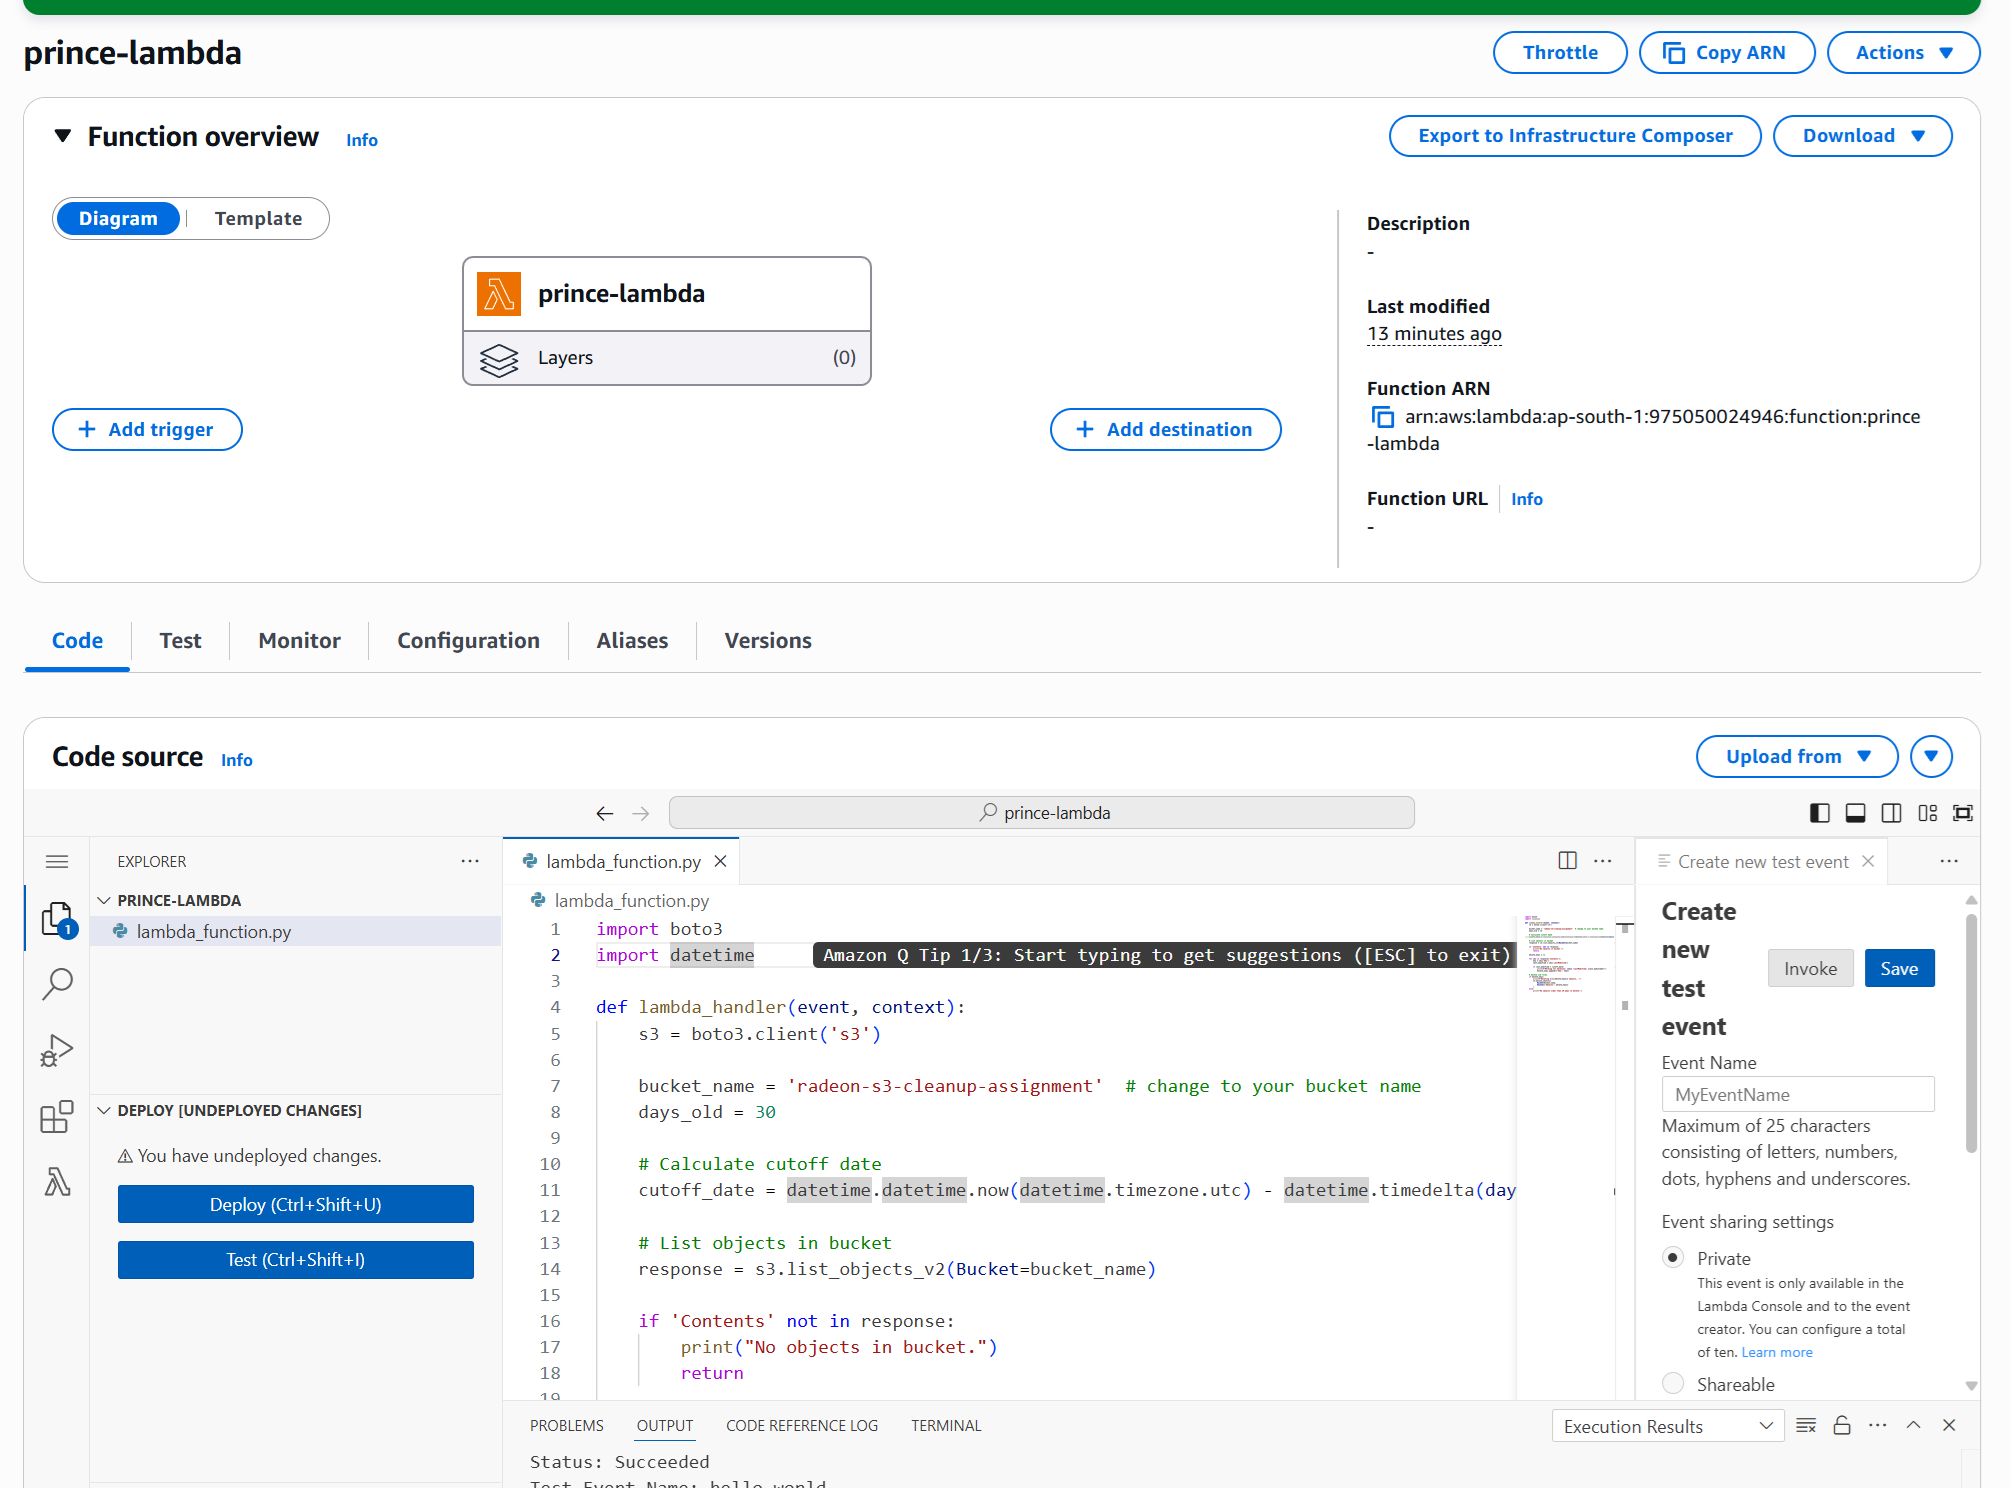 prince-lambda
Throttle
Copy ARN
Actions
Function overview Info
Export to Infrastructure Composer
Download
Diagram
Template
prince-lambda
Layers (0)
+ Add trigger
+ Add destination
Description
-
Last modified
13 minutes ago
Function ARN
arn:aws:lambda:ap-south-1:975050024946:function:prince
-lambda
Function URL Info
-
Code
Test
Monitor
Configuration
Aliases
Versions
Code source Info
Upload from
prince-lambda
EXPLORER
PRINCE-LAMBDA
lambda_function.py
1
DEPLOY [UNDEPLOYED CHANGES]
You have undeployed changes.
Deploy (Ctrl+Shift+U)
Test (Ctrl+Shift+I)
lambda_function.py
lambda_function.py
1 import boto3
2 import datetime Amazon Q Tip 1/3: Start typing to get suggestions ([ESC] to exit)
3
4 def lambda_handler(event, context):
5 s3 = boto3.client('s3')
6
7 bucket_name = 'radeon-s3-cleanup-assignment' # change to your bucket name
8 days_old = 30
9
10 # Calculate cutoff date
11 cutoff_date = datetime.datetime.now(datetime.timezone.utc) - datetime.timedelta(day
12
13 # List objects in bucket
14 response = s3.list_objects_v2(Bucket=bucket_name)
15
16 if 'Contents' not in response:
17 print("No objects in bucket.")
18 return
19
Create new test event
Create
new
test
event
Invoke
Save
Event Name
MyEventName
Maximum of 25 characters
consisting of letters, numbers,
dots, hyphens and underscores.
Event sharing settings
Private
This event is only available in the
Lambda Console and to the event
creator. You can configure a total
of ten. Learn more
Shareable
PROBLEMS
OUTPUT
CODE REFERENCE LOG
TERMINAL
Execution Results
Status: Succeeded
Test Event Name: hello world